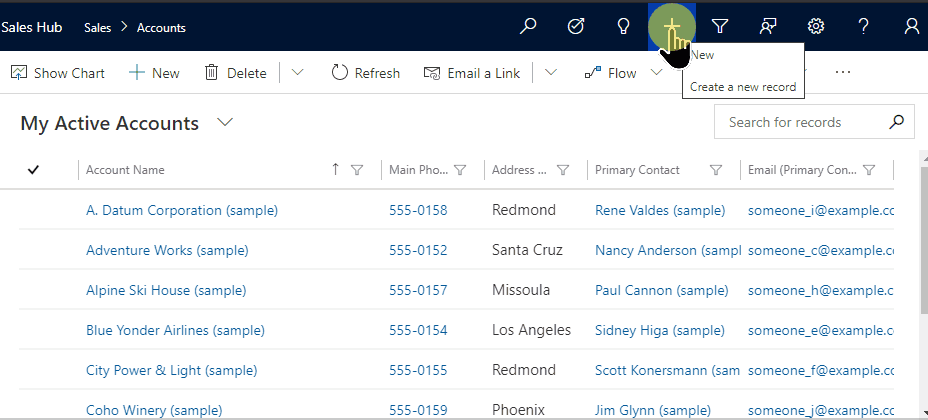 Sales Hub Sales > Accounts
New
Create a new record
Show Chart + New Delete Refresh Email a Link Flow ...
My Active Accounts
Search for records
Account Name Main Pho... Address ... Primary Contact Email (Primary Con...
A. Datum Corporation (sample) 555-0158 Redmond Rene Valdes (sample) someone_i@example.co
Adventure Works (sample) 555-0152 Santa Cruz Nancy Anderson (sampl someone_c@example.co
Alpine Ski House (sample) 555-0157 Missoula Paul Cannon (sample) someone_h@example.c
Blue Yonder Airlines (sample) 555-0154 Los Angeles Sidney Higa (sample) someone_e@example.c
City Power & Light (sample) 555-0155 Redmond Scott Konersmann (sam someone_f@example.co
Coho Winery (sample) 555-0159 Phoenix Jim Glynn (sample) someone_j@example.co